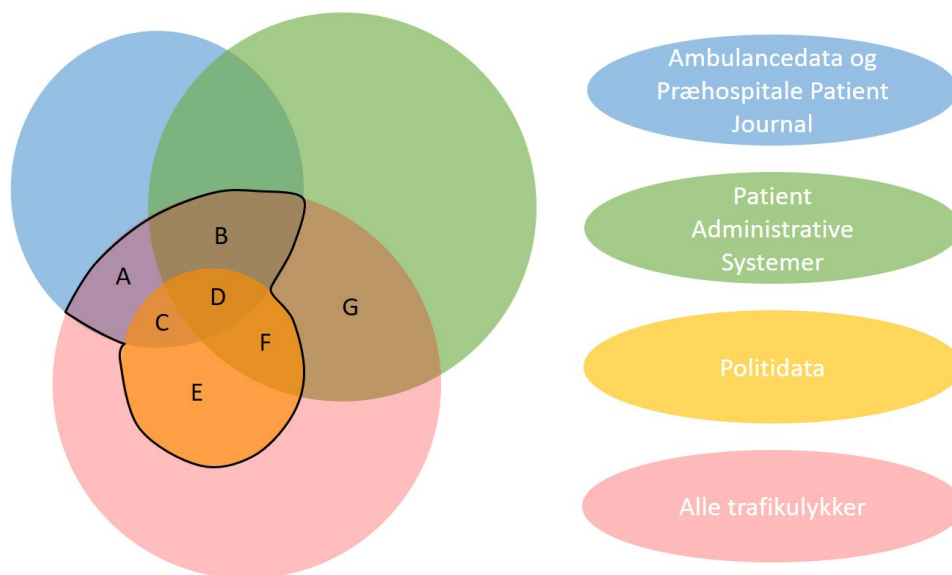 Ambulancedata og
Præhospitale Patient
Journal
Patient
Administrative
Systemer
Politidata
Alle trafikulykker
A
B
C
D
E
F
G